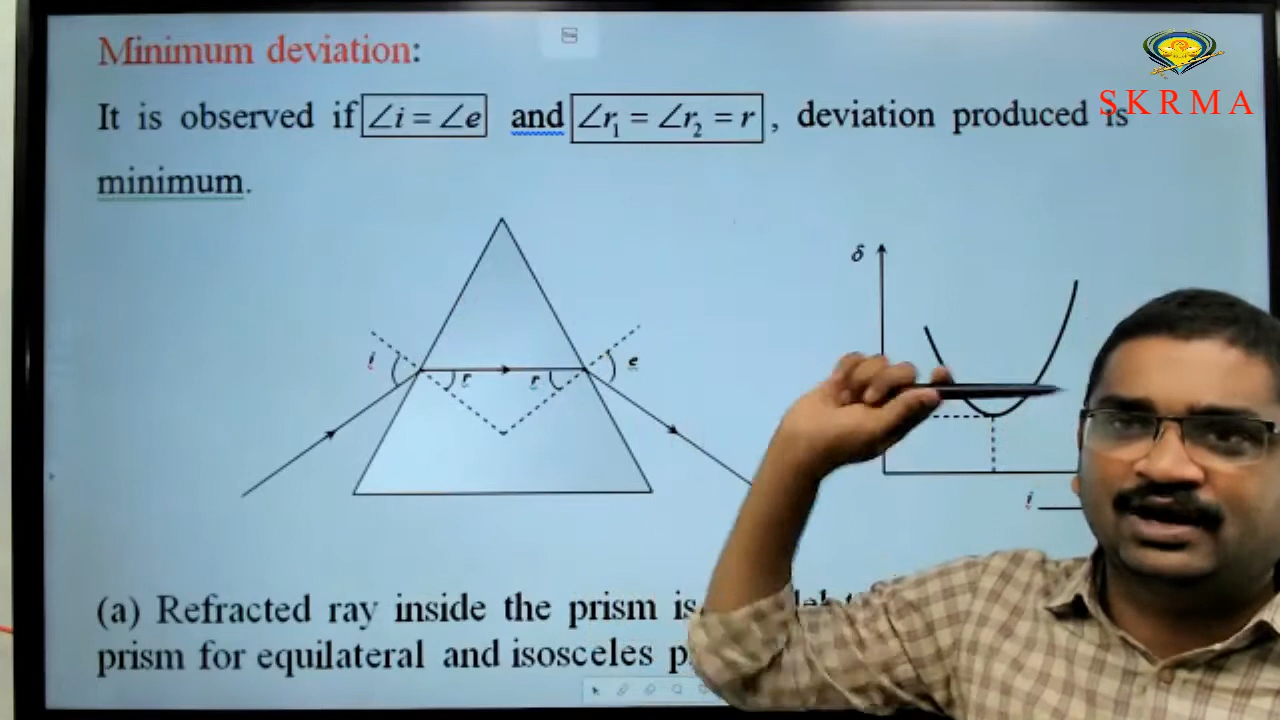 Minimum deviation:
SKRMA
It is observed if ∠i = ∠e and ∠r₁ = ∠r₂ = r, deviation produced is
minimum.
δ
i
r
r
e
i
(a) Refracted ray inside the prism is
prism for equilateral and isosceles